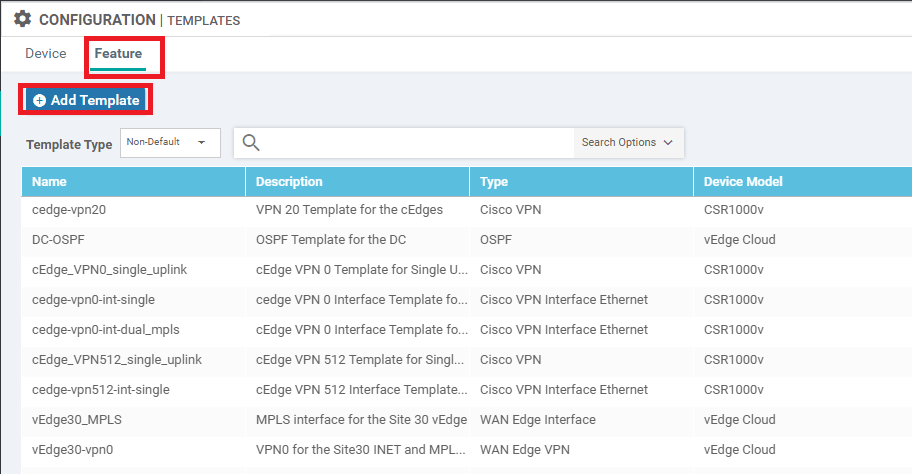 CONFIGURATION | TEMPLATES
Device Feature
Add Template
Template Type Non-Default Search Options
Name Description Type Device Model
cedge-vpn20 VPN 20 Template for the cEdges Cisco VPN CSR1000v
DC-OSPF OSPF Template for the DC OSPF vEdge Cloud
cEdge_VPN0_single_uplink cEdge VPN 0 Template for Single U... Cisco VPN CSR1000v
cedge-vpn0-int-single cedge VPN 0 Interface Template fo... Cisco VPN Interface Ethernet CSR1000v
cedge-vpn0-int-dual_mpls cEdge VPN 0 Interface Template fo... Cisco VPN Interface Ethernet CSR1000v
cEdge_VPN512_single_uplink cEdge VPN 512 Template for Singl... Cisco VPN CSR1000v
cedge-vpn512-int-single cEdge VPN 512 Interface Template... Cisco VPN Interface Ethernet CSR1000v
vEdge30_MPLS MPLS interface for the Site 30 vEdge WAN Edge Interface vEdge Cloud
vEdge30-vpn0 VPN0 for the Site30 INET and MPL... WAN Edge VPN vEdge Cloud